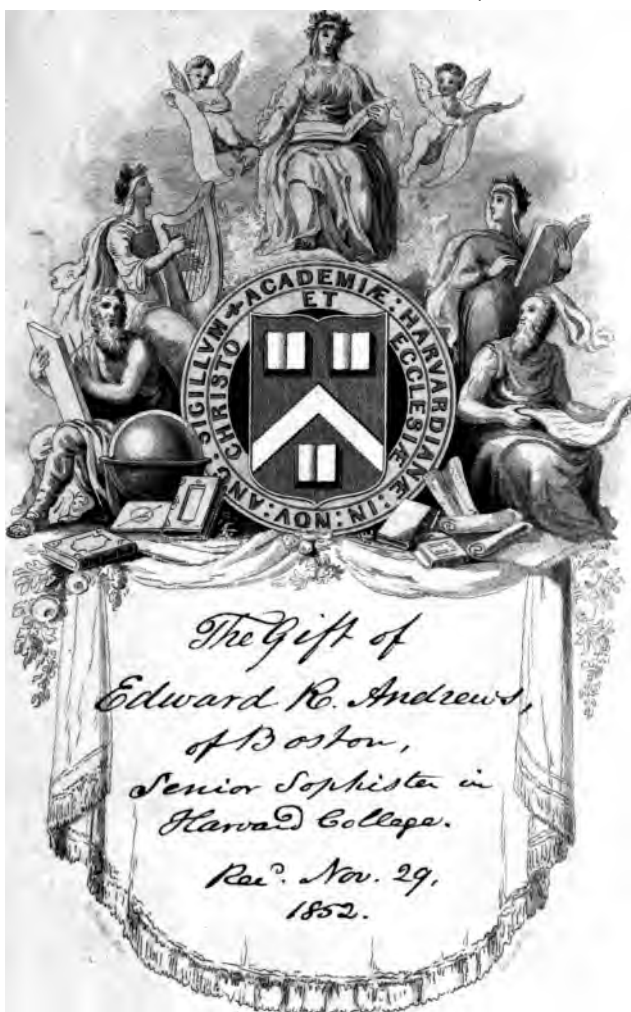 SIGILLVM ✦ ACADEMIÆ : HARVARDIANÆ : IN : NOV : ANG :
CHRISTO ET ECCLESIÆ
The Gift of
Edward R. Andrews,
of Boston,
Senior Sophister in
Harvard College.
Recd. Nov. 29,
1852.